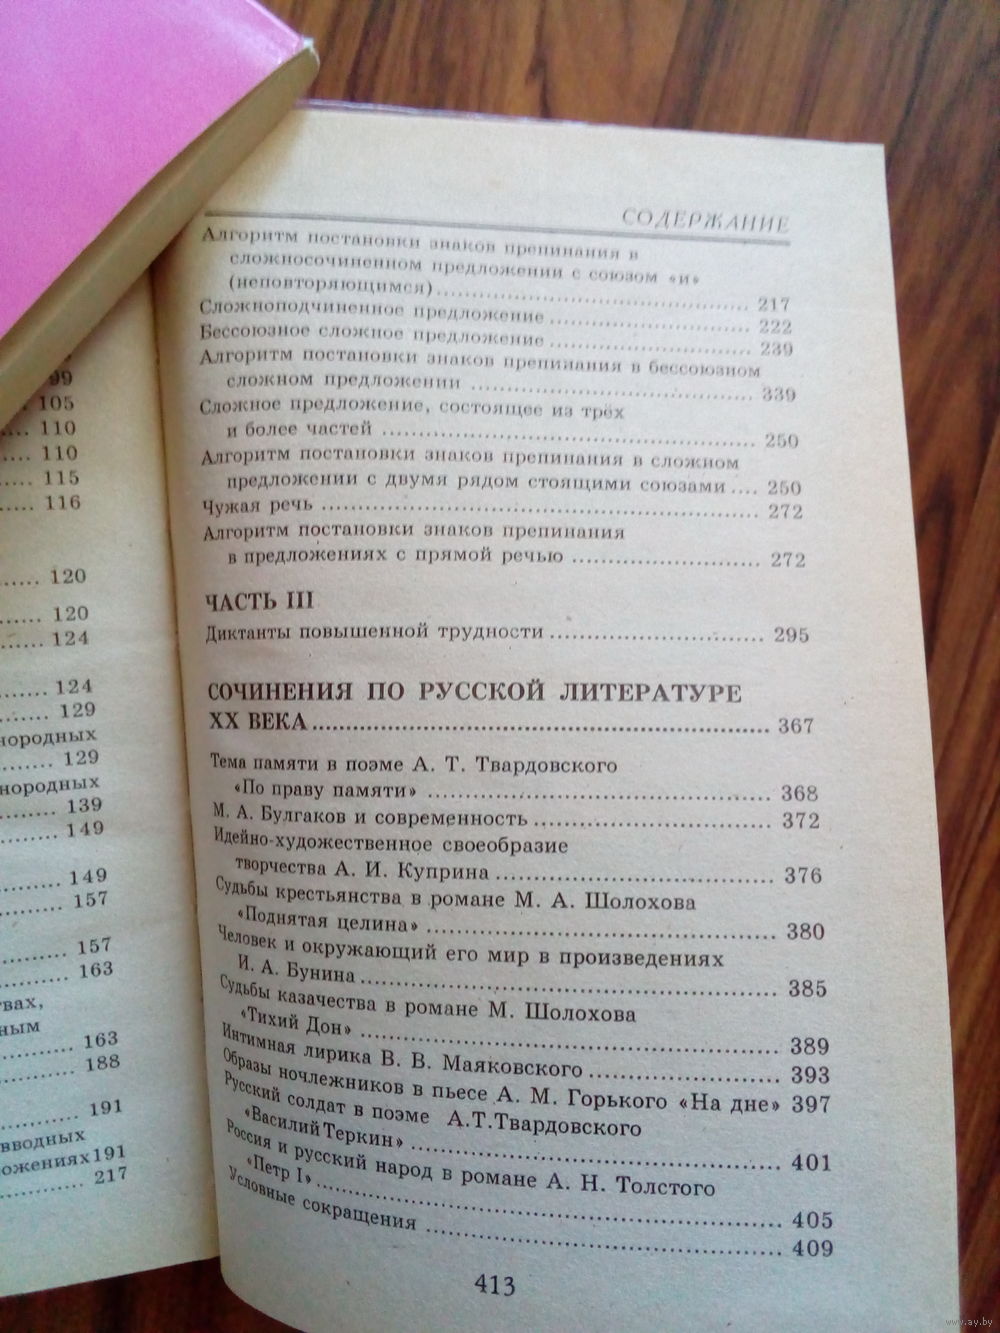 99
105
110
110
115
116
120
120
124
124
129
нородных
129
нородных
139
149
149
157
157
163
вах,
ным
163
188
191
вводных
ожениях 191
217
СОДЕРЖАНИЕ
Алгоритм постановки знаков препинания в
сложносочиненном предложении с союзом «и»
(неповторяющимся) 217
Сложноподчиненное предложение 222
Бессоюзное сложное предложение 239
Алгоритм постановки знаков препинания в бессоюзном
сложном предложении 339
Сложное предложение, состоящее из трёх
и более частей 250
Алгоритм постановки знаков препинания в сложном
предложении с двумя рядом стоящими союзами 250
Чужая речь 272
Алгоритм постановки знаков препинания
в предложениях с прямой речью 272
ЧАСТЬ III
Диктанты повышенной трудности 295
СОЧИНЕНИЯ ПО РУССКОЙ ЛИТЕРАТУРЕ
XX ВЕКА 367
Тема памяти в поэме А. Т. Твардовского
«По праву памяти» 368
М. А. Булгаков и современность 372
Идейно-художественное своеобразие
творчества А. И. Куприна 376
Судьбы крестьянства в романе М. А. Шолохова
«Поднятая целина» 380
Человек и окружающий его мир в произведениях
И. А. Бунина 385
Судьбы казачества в романе М. Шолохова
«Тихий Дон» 389
Интимная лирика В. В. Маяковского 393
Образы ночлежников в пьесе А. М. Горького «На дне» 397
Русский солдат в поэме А.Т.Твардовского
«Василий Теркин» 401
Россия и русский народ в романе А. Н. Толстого
«Петр I» 405
Условные сокращения 409
413
www.ay.by